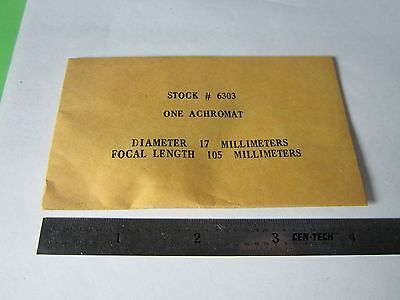 STOCK # 6303
ONE ACHROMAT
DIAMETER 17 MILLIMETERS
FOCAL LENGTH 105 MILLIMETERS
1 2 3 CEN-TECH 4